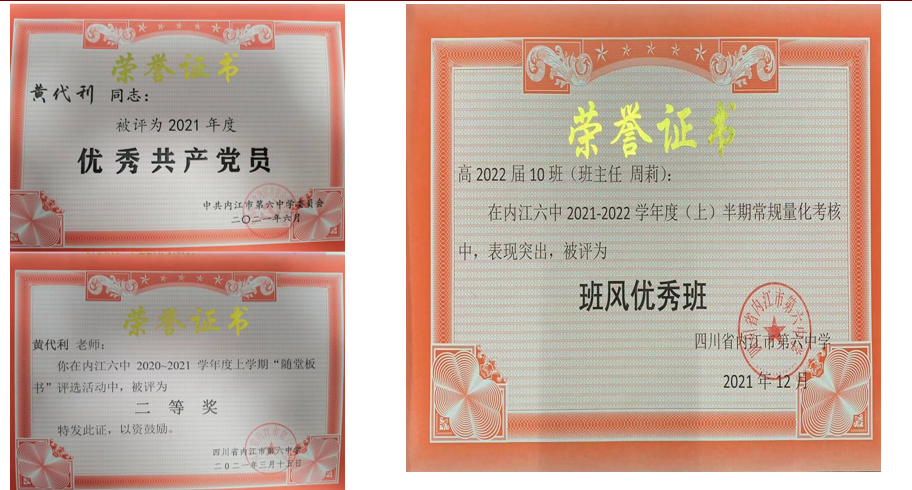 荣誉证书
黄代利 同志：
被评为 2021 年度
优秀共产党员
中共内江市第六中学委员会
二〇二一年六月
荣誉证书
黄代利 老师：
你在内江六中 2020~2021 学年度上学期“随堂板
书”评选活动中，被评为
二 等 奖
特发此证，以资鼓励。
四川省内江市第六中学
二〇二一年三月十五日
荣誉证书
高 2022 届 10 班（班主任 周莉）：
在内江六中 2021-2022 学年度（上）半期常规量化考核
中，表现突出，被评为
班风优秀班
四川省内江市第六中学
2021 年 12 月